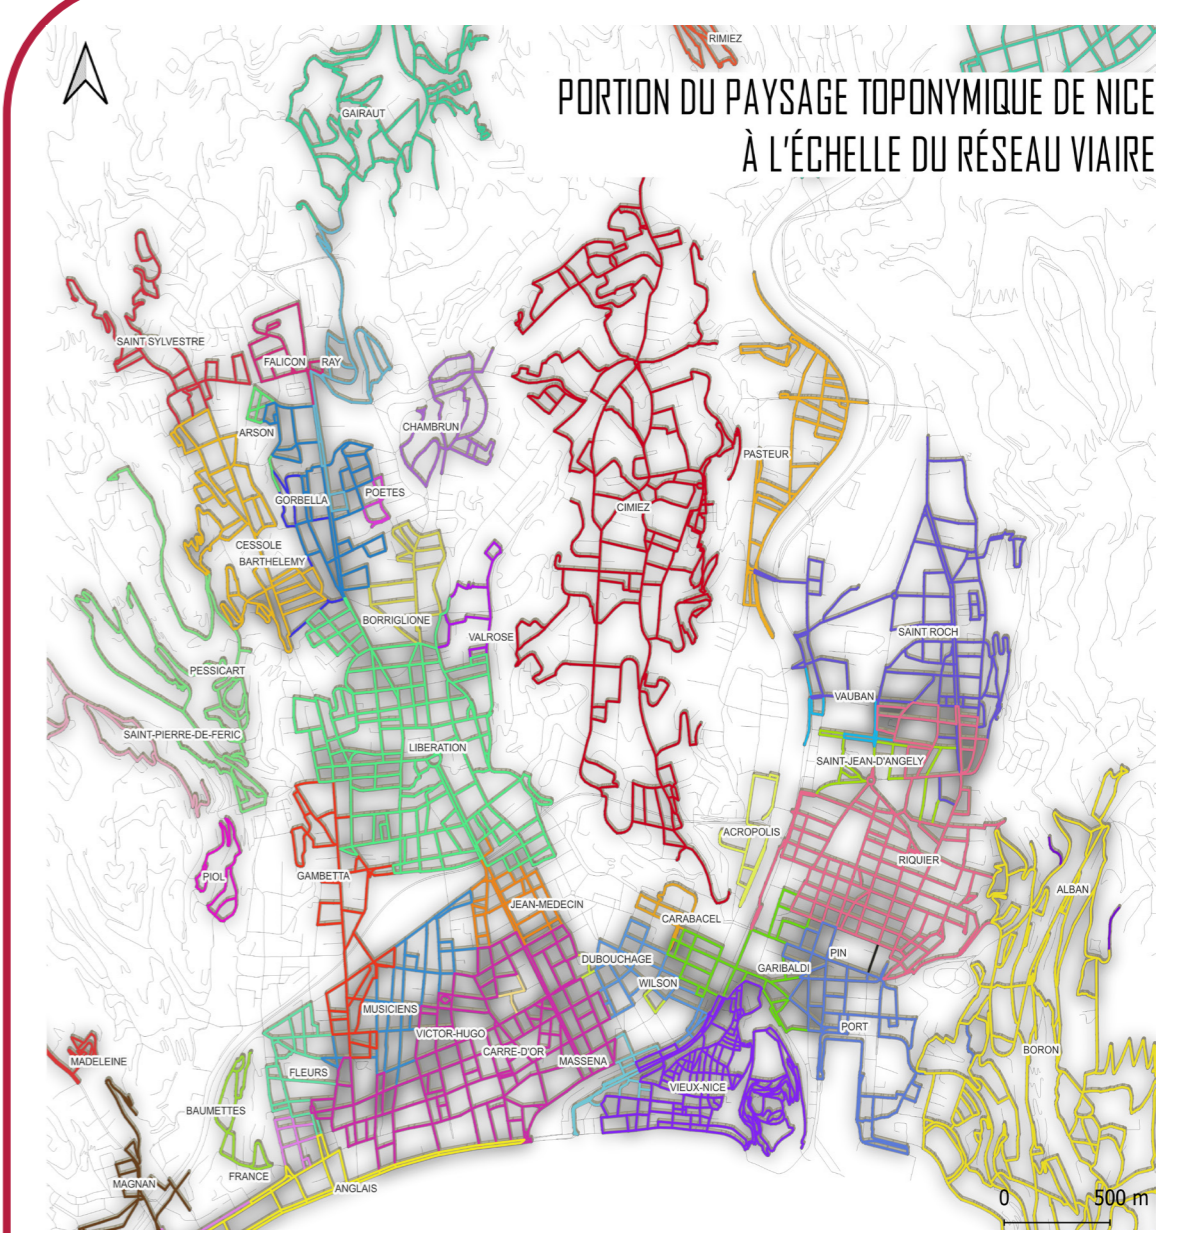 RIMIEZ
PORTION DU PAYSAGE TOPONYMIQUE DE NICE
À L'ÉCHELLE DU RÉSEAU VIAIRE
GAIRAUT
SAINT SYLVESTRE
FALICON
RAY
ARSON
CHAMBRUN
PASTEUR
GORBELLA
POETES
CIMIEZ
CESSOLE
BARTHELEMY
BORRIGLIONE
VALROSE
SAINT ROCH
PESSICART
VAUBAN
SAINT-PIERRE-DE-FERIC
LIBERATION
SAINT-JEAN-D'ANGELY
ACROPOLIS
RIQUIER
PIOL
GAMBETTA
ALBAN
JEAN-MEDECIN
CARABACEL
DUBOUCHAGE
PIN
GARIBALDI
WILSON
MUSICIENS
PORT
VICTOR-HUGO
CARRE-D'OR
MASSENA
BORON
MADELEINE
FLEURS
VIEUX-NICE
BAUMETTES
FRANCE
MAGNAN
ANGLAIS
0 500 m